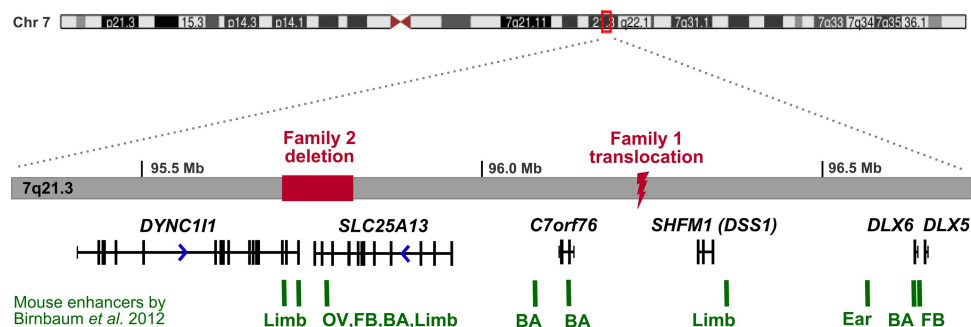 Chr 7 p21.3 15.3 p14.3 p14.1 7q21.11 21.3 q22.1 7q31.1 7q33 7q34 7q35 36.1
Family 2
deletion
Family 1
translocation
95.5 Mb 96.0 Mb 96.5 Mb
7q21.3
DYNC1I1 SLC25A13 C7orf76 SHFM1 (DSS1) DLX6 DLX5
Mouse enhancers by
Birnbaum et al. 2012
Limb OV,FB,BA,Limb BA BA Limb Ear BA FB